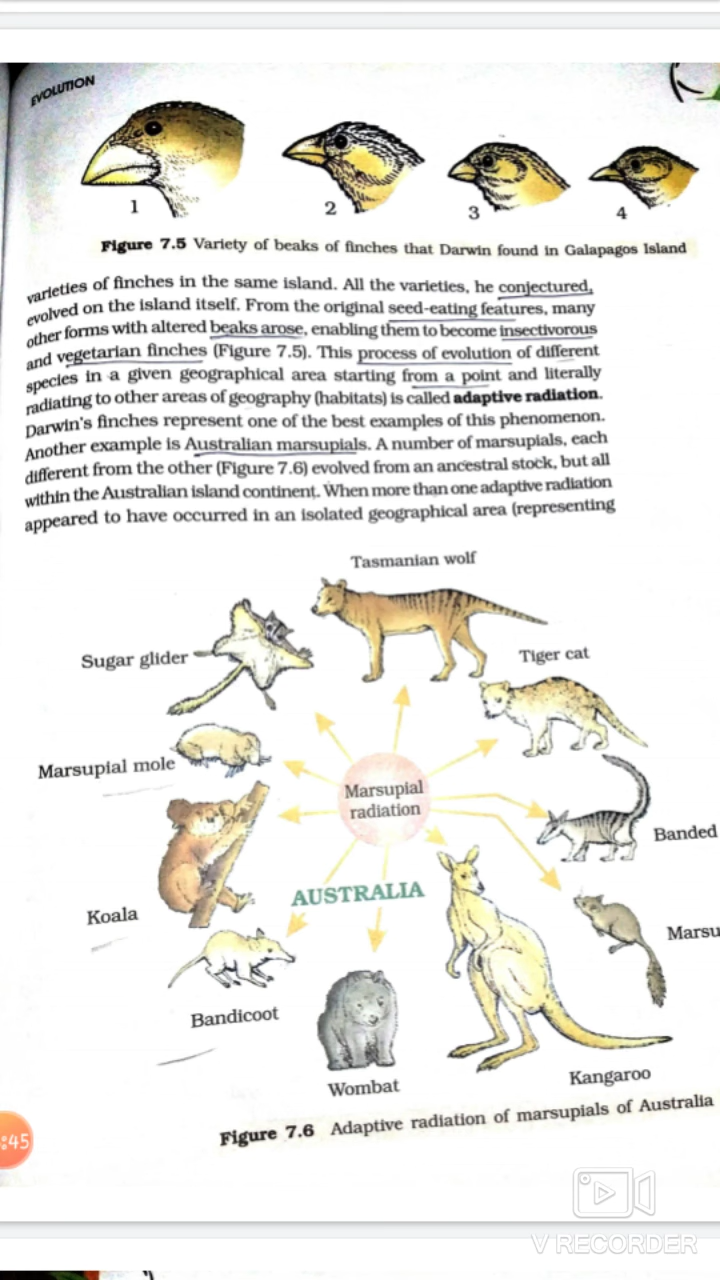 EVOLUTION
1
2
3
4
Figure 7.5 Variety of beaks of finches that Darwin found in Galapagos Island
varieties of finches in the same island. All the varieties, he conjectured,
evolved on the island itself. From the original seed-eating features, many
other forms with altered beaks arose, enabling them to become insectivorous
and vegetarian finches (Figure 7.5). This process of evolution of different
species in a given geographical area starting from a point and literally
radiating to other areas of geography (habitats) is called adaptive radiation.
Darwin's finches represent one of the best examples of this phenomenon.
Another example is Australian marsupials. A number of marsupials, each
different from the other (Figure 7.6) evolved from an ancestral stock, but all
within the Australian island continent. When more than one adaptive radiation
appeared to have occurred in an isolated geographical area (representing
Tasmanian wolf
Sugar glider
Tiger cat
Marsupial mole
Marsupial
radiation
Banded
AUSTRALIA
Koala
Marsu
Bandicoot
Wombat
Kangaroo
Figure 7.6 Adaptive radiation of marsupials of Australia
:45
V RECORDER